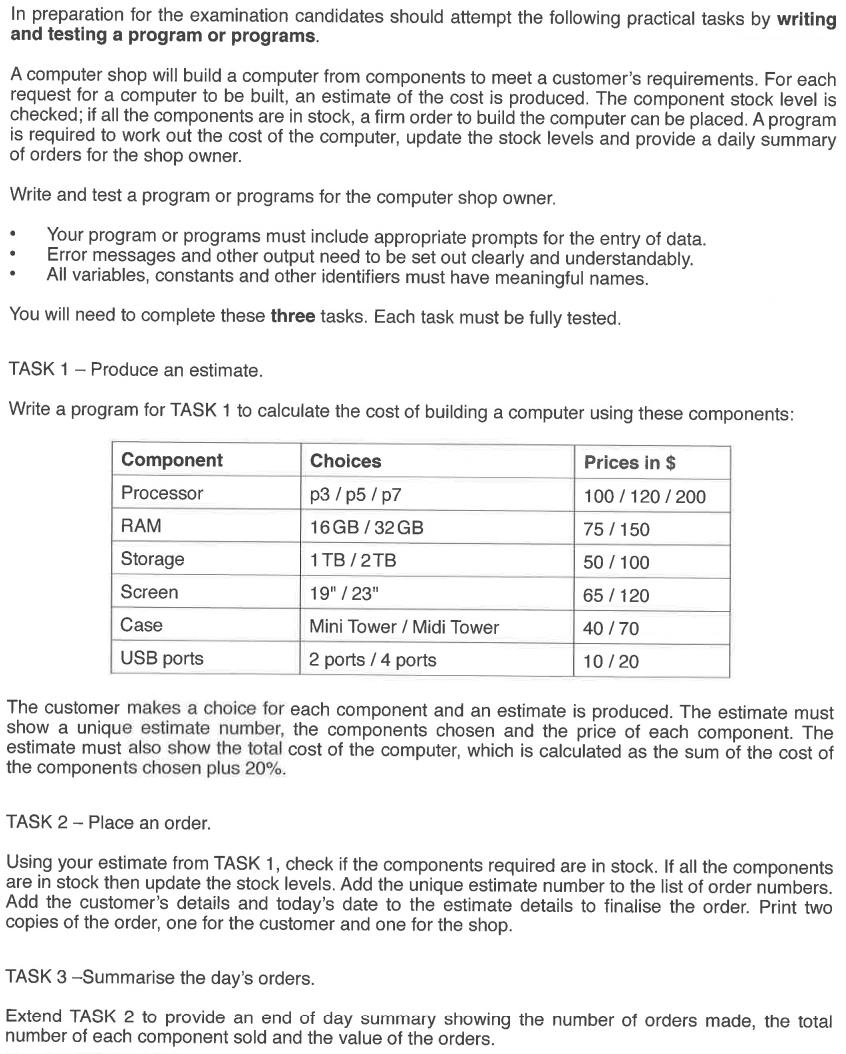 In preparation for the examination candidates should attempt the following practical tasks by writing
and testing a program or programs.
A computer shop will build a computer from components to meet a customer's requirements. For each
request for a computer to be built, an estimate of the cost is produced. The component stock level is
checked; if all the components are in stock, a firm order to build the computer can be placed. A program
is required to work out the cost of the computer, update the stock levels and provide a daily summary
of orders for the shop owner.
Write and test a program or programs for the computer shop owner.
• Your program or programs must include appropriate prompts for the entry of data.
• Error messages and other output need to be set out clearly and understandably.
• All variables, constants and other identifiers must have meaningful names.
You will need to complete these three tasks. Each task must be fully tested.
TASK 1 – Produce an estimate.
Write a program for TASK 1 to calculate the cost of building a computer using these components:
Component Choices Prices in $
Processor p3 / p5 / p7 100 / 120 / 200
RAM 16GB / 32GB 75 / 150
Storage 1TB / 2TB 50 / 100
Screen 19" / 23" 65 / 120
Case Mini Tower / Midi Tower 40 / 70
USB ports 2 ports / 4 ports 10 / 20
The customer makes a choice for each component and an estimate is produced. The estimate must
show a unique estimate number, the components chosen and the price of each component. The
estimate must also show the total cost of the computer, which is calculated as the sum of the cost of
the components chosen plus 20%.
TASK 2 – Place an order.
Using your estimate from TASK 1, check if the components required are in stock. If all the components
are in stock then update the stock levels. Add the unique estimate number to the list of order numbers.
Add the customer's details and today's date to the estimate details to finalise the order. Print two
copies of the order, one for the customer and one for the shop.
TASK 3 –Summarise the day's orders.
Extend TASK 2 to provide an end of day summary showing the number of orders made, the total
number of each component sold and the value of the orders.